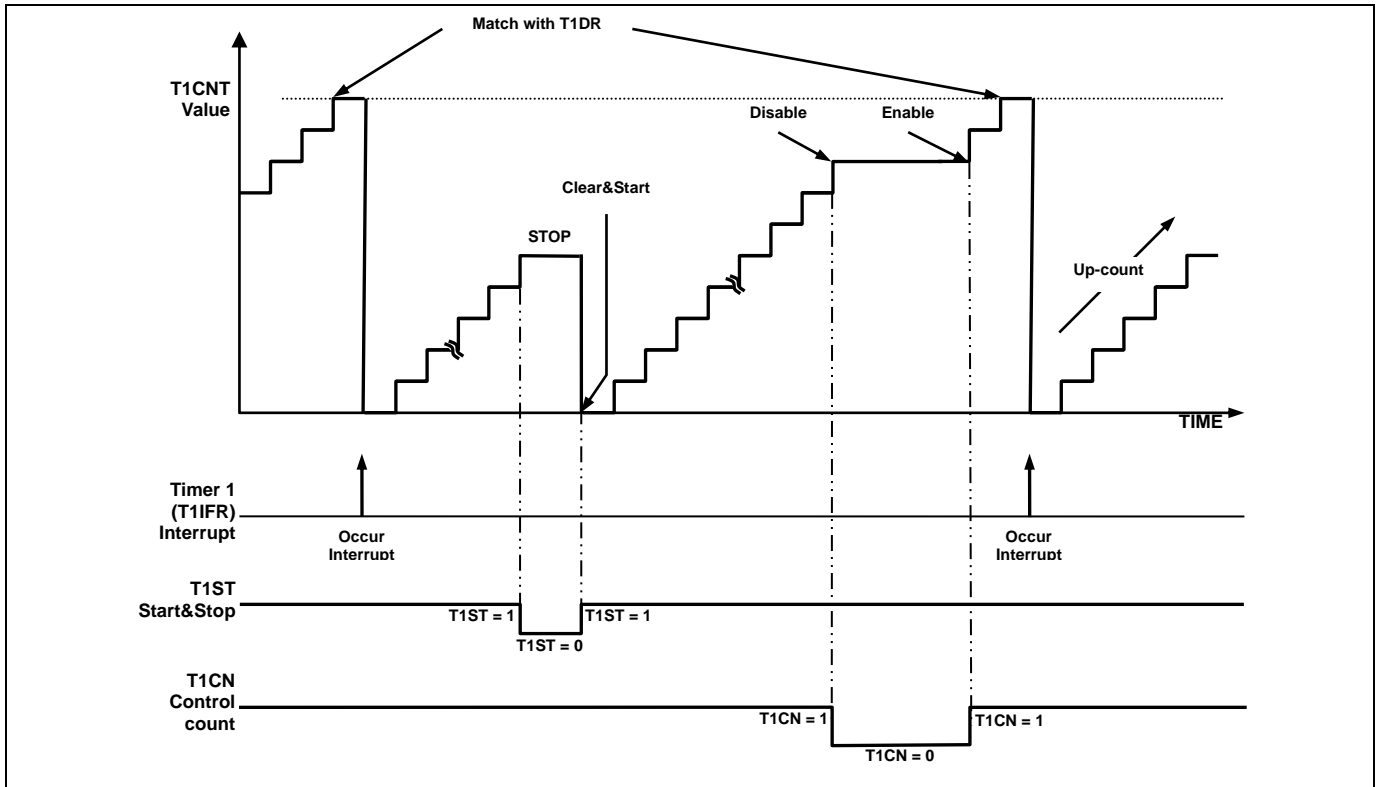 Match with T1DR
T1CNT
Value
Disable
Enable
Clear&Start
STOP
Up-count
TIME
Timer 1
(T1IFR)
Interrupt
Occur
Interrupt
Occur
Interrupt
T1ST
Start&Stop
T1ST = 1
T1ST = 1
T1ST = 0
T1CN
Control
count
T1CN = 1
T1CN = 1
T1CN = 0